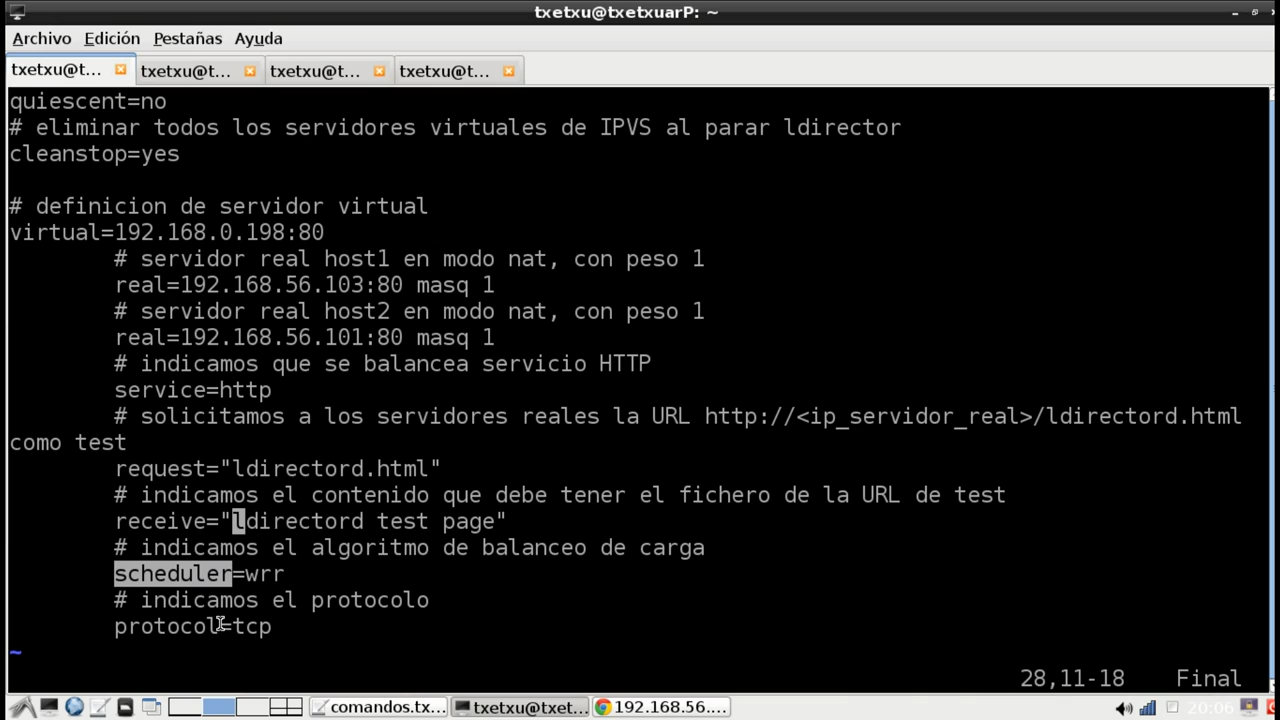 txetxu@txetxuarP: ~
Archivo Edición Pestañas Ayuda
txetxu@t... txetxu@t... txetxu@t... txetxu@t...
quiescent=no
# eliminar todos los servidores virtuales de IPVS al parar ldirector
cleanstop=yes
# definicion de servidor virtual
virtual=192.168.0.198:80
# servidor real host1 en modo nat, con peso 1
real=192.168.56.103:80 masq 1
# servidor real host2 en modo nat, con peso 1
real=192.168.56.101:80 masq 1
# indicamos que se balancea servicio HTTP
service=http
# solicitamos a los servidores reales la URL http://<ip_servidor_real>/ldirectord.html
como test
request="ldirectord.html"
# indicamos el contenido que debe tener el fichero de la URL de test
receive="ldirectord test page"
# indicamos el algoritmo de balanceo de carga
scheduler=wrr
# indicamos el protocolo
protocol=tcp
~
28,11-18 Final
comandos.tx... txetxu@txet... 192.168.56.... 20:06